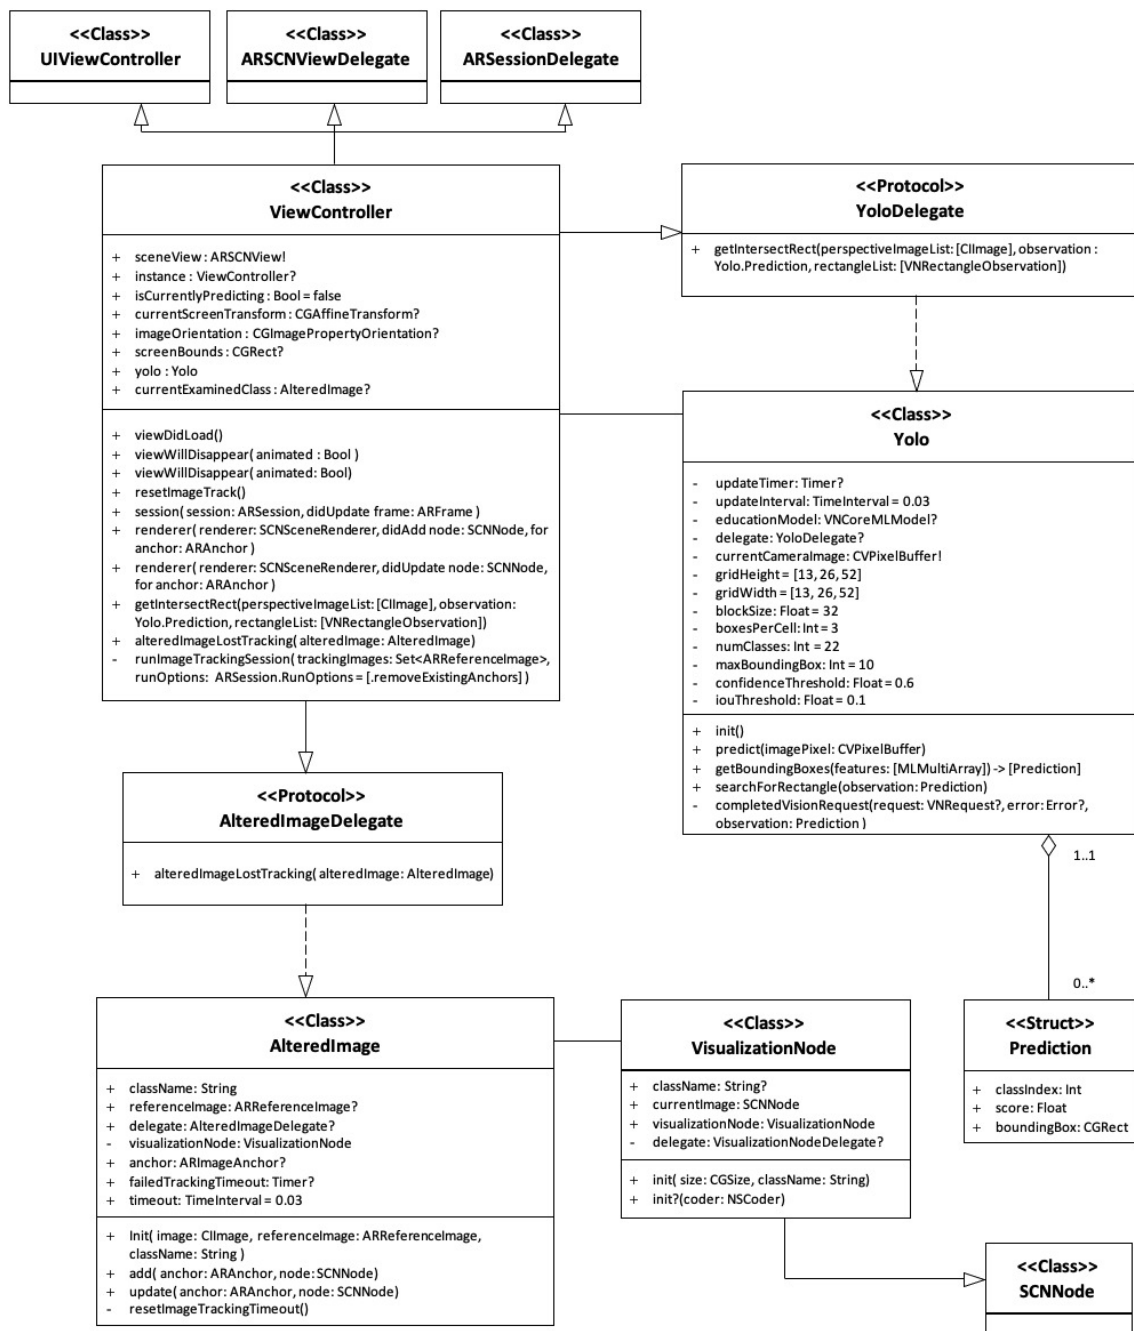 <<Class>>
UIViewController
<<Class>>
ARSCNViewDelegate
<<Class>>
ARSessionDelegate
<<Class>>
ViewController
+ sceneView : ARSCNView!
+ instance : ViewController?
+ isCurrentlyPredicting : Bool = false
+ currentScreenTransform : CGAffineTransform?
+ imageOrientation : CGImagePropertyOrientation?
+ screenBounds : CGRect?
+ yolo : Yolo
+ currentExaminedClass : AlteredImage?
+ viewDidLoad()
+ viewWillDisappear( animated : Bool )
+ viewWillDisappear( animated: Bool)
+ resetImageTrack()
+ session( session: ARSession, didUpdate frame: ARFrame )
+ renderer( renderer: SCNSceneRenderer, didAdd node: SCNNode, for
anchor: ARAnchor )
+ renderer( renderer: SCNSceneRenderer, didUpdate node: SCNNode,
for anchor: ARAnchor )
+ getIntersectRect(perspectiveImageList: [CIImage], observation:
Yolo.Prediction, rectangleList: [VNRectangleObservation])
+ alteredImageLostTracking( alteredImage: AlteredImage)
- runImageTrackingSession( trackingImages: Set<ARReferenceImage>,
runOptions: ARSession.RunOptions = [.removeExistingAnchors] )
<<Protocol>>
YoloDelegate
+ getIntersectRect(perspectiveImageList: [CIImage], observation :
Yolo.Prediction, rectangleList: [VNRectangleObservation])
<<Class>>
Yolo
- updateTimer: Timer?
- updateInterval: TimeInterval = 0.03
- educationModel: VNCoreMLModel?
- delegate: YoloDelegate?
- currentCameraImage: CVPixelBuffer!
- gridHeight = [13, 26, 52]
- gridWidth = [13, 26, 52]
- blockSize: Float = 32
- boxesPerCell: Int = 3
- numClasses: Int = 22
- maxBoundingBox: Int = 10
- confidenceThreshold: Float = 0.6
- iouThreshold: Float = 0.1
+ init()
+ predict(imagePixel: CVPixelBuffer)
+ getBoundingBoxes(features: [MLMultiArray]) -> [Prediction]
+ searchForRectangle(observation: Prediction)
- completedVisionRequest(request: VNRequest?, error: Error?,
observation: Prediction )
1..1
0..*
<<Protocol>>
AlteredImageDelegate
+ alteredImageLostTracking( alteredImage: AlteredImage)
<<Class>>
AlteredImage
+ className: String
+ referenceImage: ARReferenceImage?
+ delegate: AlteredImageDelegate?
- visualizationNode: VisualizationNode
+ anchor: ARImageAnchor?
+ failedTrackingTimeout: Timer?
+ timeout: TimeInterval = 0.03
+ Init( image: CIImage, referenceImage: ARReferenceImage,
className: String )
+ add( anchor: ARAnchor, node: SCNNode)
+ update( anchor: ARAnchor, node: SCNNode)
- resetImageTrackingTimeout()
<<Class>>
VisualizationNode
+ className: String?
+ currentImage: SCNNode
+ visualizationNode: VisualizationNode
- delegate: VisualizationNodeDelegate?
+ init( size: CGSize, className: String)
+ init?(coder: NSCoder)
<<Struct>>
Prediction
+ classIndex: Int
+ score: Float
+ boundingBox: CGRect
<<Class>>
SCNNode